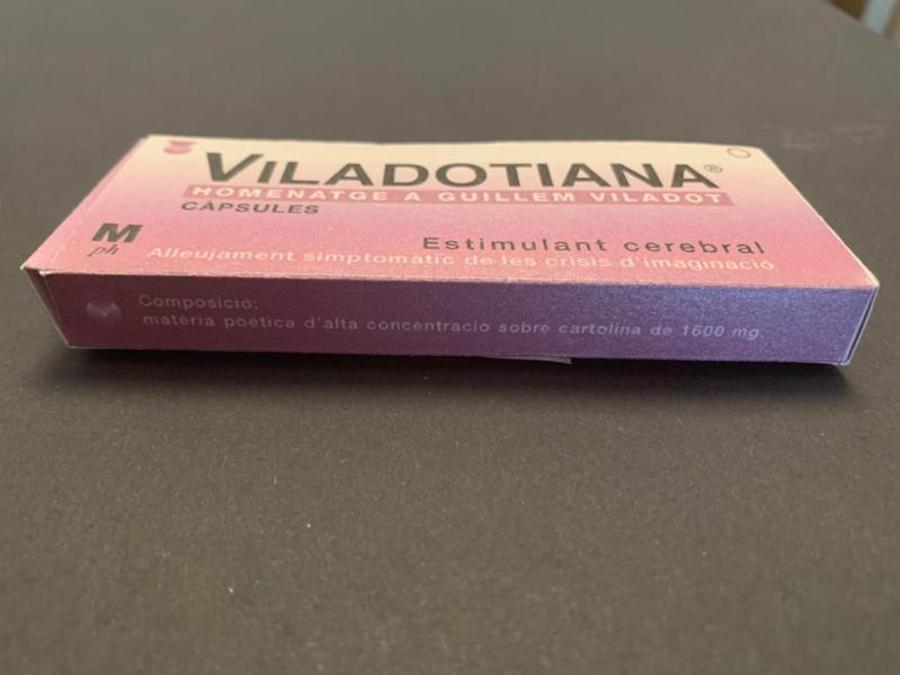 VILADOTIANA®
HOMENATGE A GUILLEM VILADOT
CÀPSULES
M
ph
Estimulant cerebral
Alleujament simptomàtic de les crisis d'imaginació
Composició:
matèria poètica d'alta concentració sobre cartolina de 1600 mg.